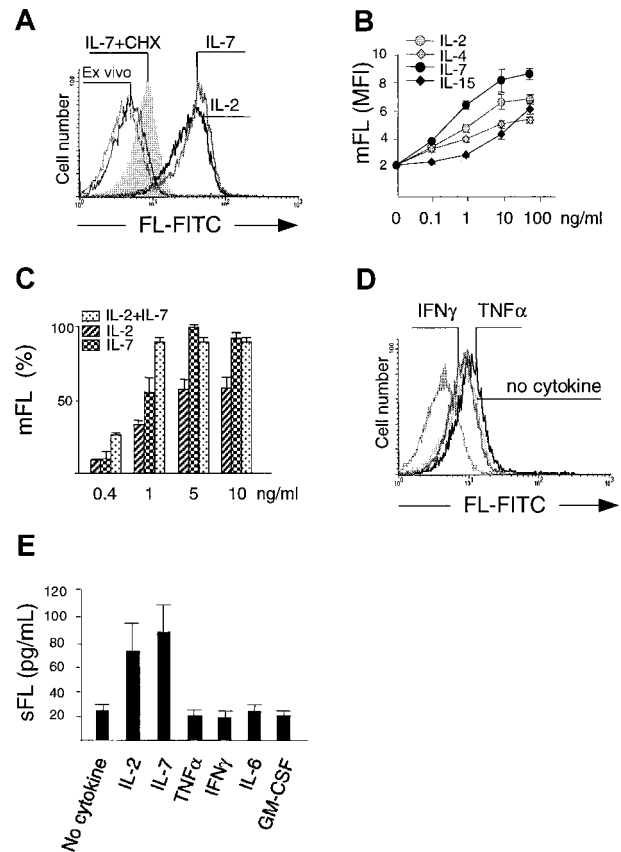 A
IL-7+CHX
IL-7
Ex vivo
IL-2
100
Cell number
FL-FITC
B
IL-2
IL-4
IL-7
IL-15
mFL (MFI)
10
8
6
4
2
0 0.1 1 10 100 ng/ml
C
IL-2+IL-7
IL-2
IL-7
mFL (%)
100
50
0.4 1 5 10 ng/ml
D
IFNγ TNFα
no cytokine
100
Cell number
FL-FITC
E
sFL (pg/mL)
120
100
80
60
40
20
No cytokine
IL-2
IL-7
TNFα
IFNγ
IL-6
GM-CSF